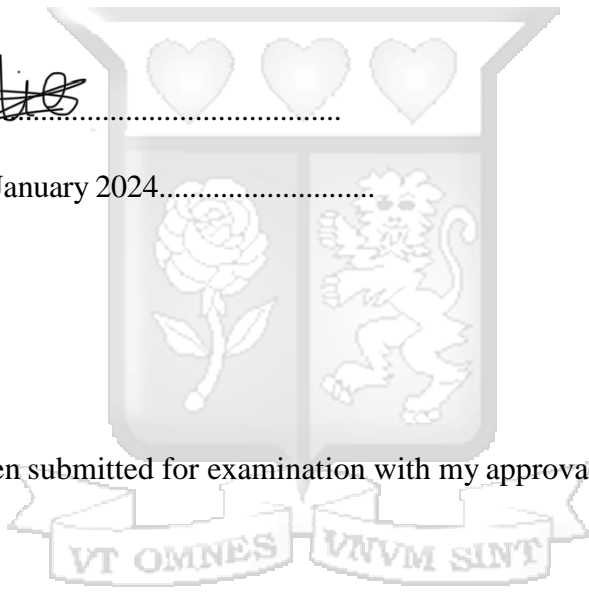 ........................................
January 2024............................
en submitted for examination with my approva
VT OMNES VNVM SINT